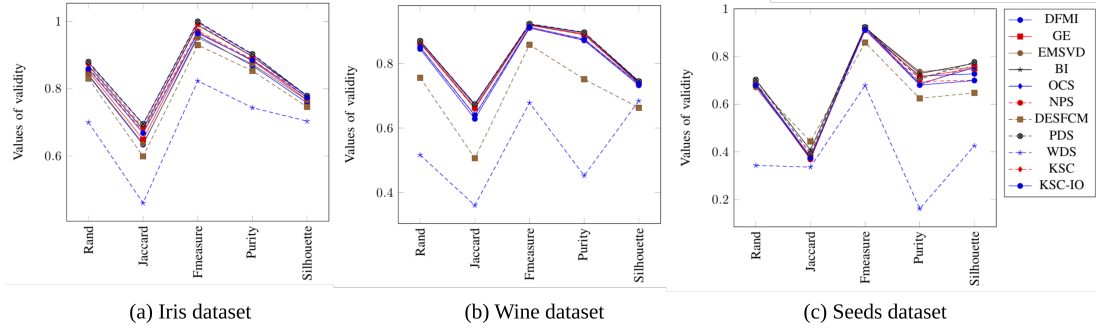 Values of validity
1
0.8
0.6
Rand
Jaccard
Fmeasure
Purity
Silhouette
(a) Iris dataset
Values of validity
1
0.8
0.6
0.4
Rand
Jaccard
Fmeasure
Purity
Silhouette
(b) Wine dataset
Values of validity
1
0.8
0.6
0.4
0.2
Rand
Jaccard
Fmeasure
Purity
Silhouette
(c) Seeds dataset
DFMI
GE
EMSVD
BI
OCS
NPS
DESFCM
PDS
WDS
KSC
KSC-IO